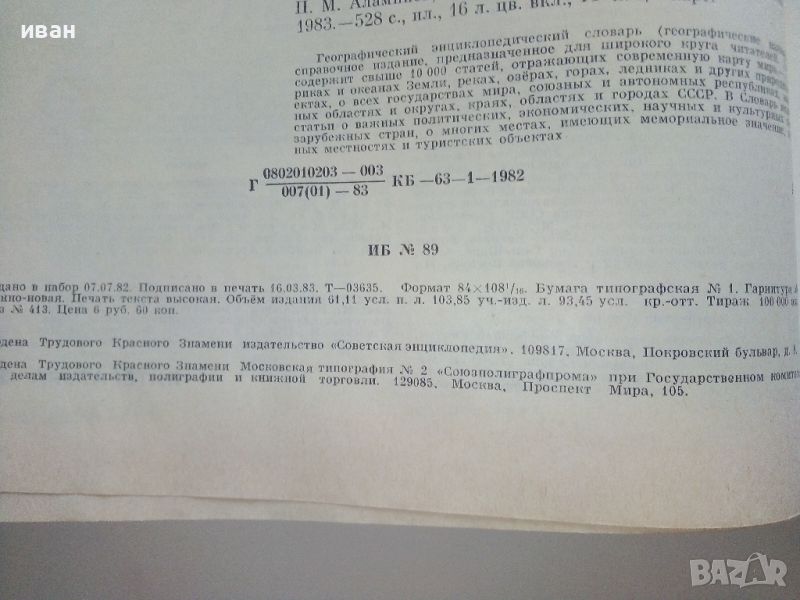 иван
П. М. Алампиев,
1983.—528 с., ил., 16 л. цв. вкл.,
Географический энциклопедический словарь (географические
справочное издание, предназначенное для широкого круга читателей.
содержит свыше 10 000 статей, отражающих современную карту мира,
риках и океанах Земли, реках, озёрах, горах, ледниках и других
ектах, о всех государствах мира, союзных и автономных республиках,
ных областях и округах, краях, областях и городах СССР. В Словарь
статьи о важных политических, экономических, научных и культурных
зарубежных стран, о многих местах, имеющих мемориальное значение,
ных местностях и туристских объектах
Г 0802010203 — 003
007(01) — 83 КБ —63—1—1982
ИБ № 89
дано в набор 07.07.82. Подписано в печать 16.03.83. Т—03635. Формат 84×108¹/₁₆. Бумага типографская № 1. Гарнитура
нно-новая. Печать текста высокая. Объём издания 61,11 усл. п. л. 103,85 уч.-изд. л. 93,45 усл. кр.-отт. Тираж 100 000
з № 413. Цена 6 руб. 60 коп.
дена Трудового Красного Знамени издательство «Советская энциклопедия». 109817. Москва, Покровский бульвар, д. 8.
дена Трудового Красного Знамени Московская типография № 2 «Союзполиграфпрома» при Государственном комит
делам издательств, полиграфии и книжной торговли. 129085. Москва, Проспект Мира, 105.
BAZAR